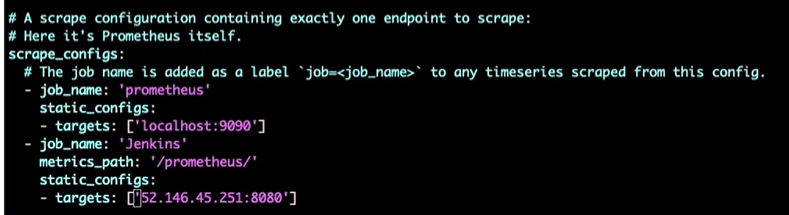 # A scrape configuration containing exactly one endpoint to scrape:
# Here it's Prometheus itself.
scrape_configs:
  # The job name is added as a label `job=<job_name>` to any timeseries scraped from this config.
  - job_name: 'prometheus'
    static_configs:
    - targets: ['localhost:9090']
  - job_name: 'Jenkins'
    metrics_path: '/prometheus/'
    static_configs:
    - targets: ['52.146.45.251:8080']